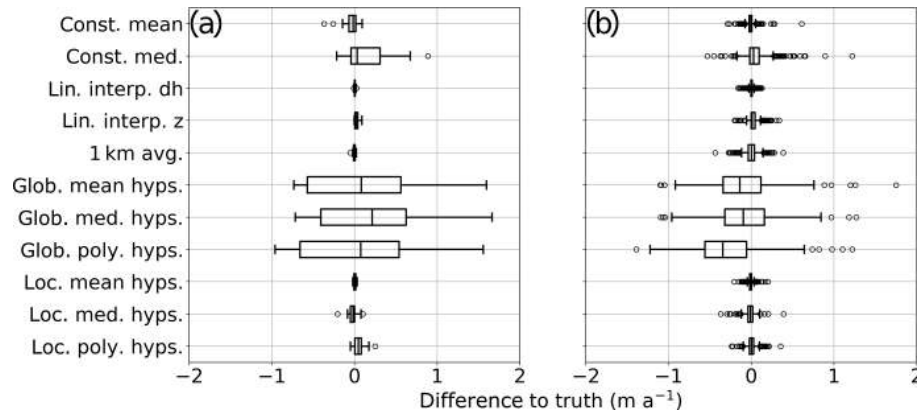 (a)
(b)
Const. mean
Const. med.
Lin. interp. dh
Lin. interp. z
1 km avg.
Glob. mean hyps.
Glob. med. hyps.
Glob. poly. hyps.
Loc. mean hyps.
Loc. med. hyps.
Loc. poly. hyps.
−2 −1 0 1 2 −2 −1 0 1 2
Difference to truth (m a⁻¹)